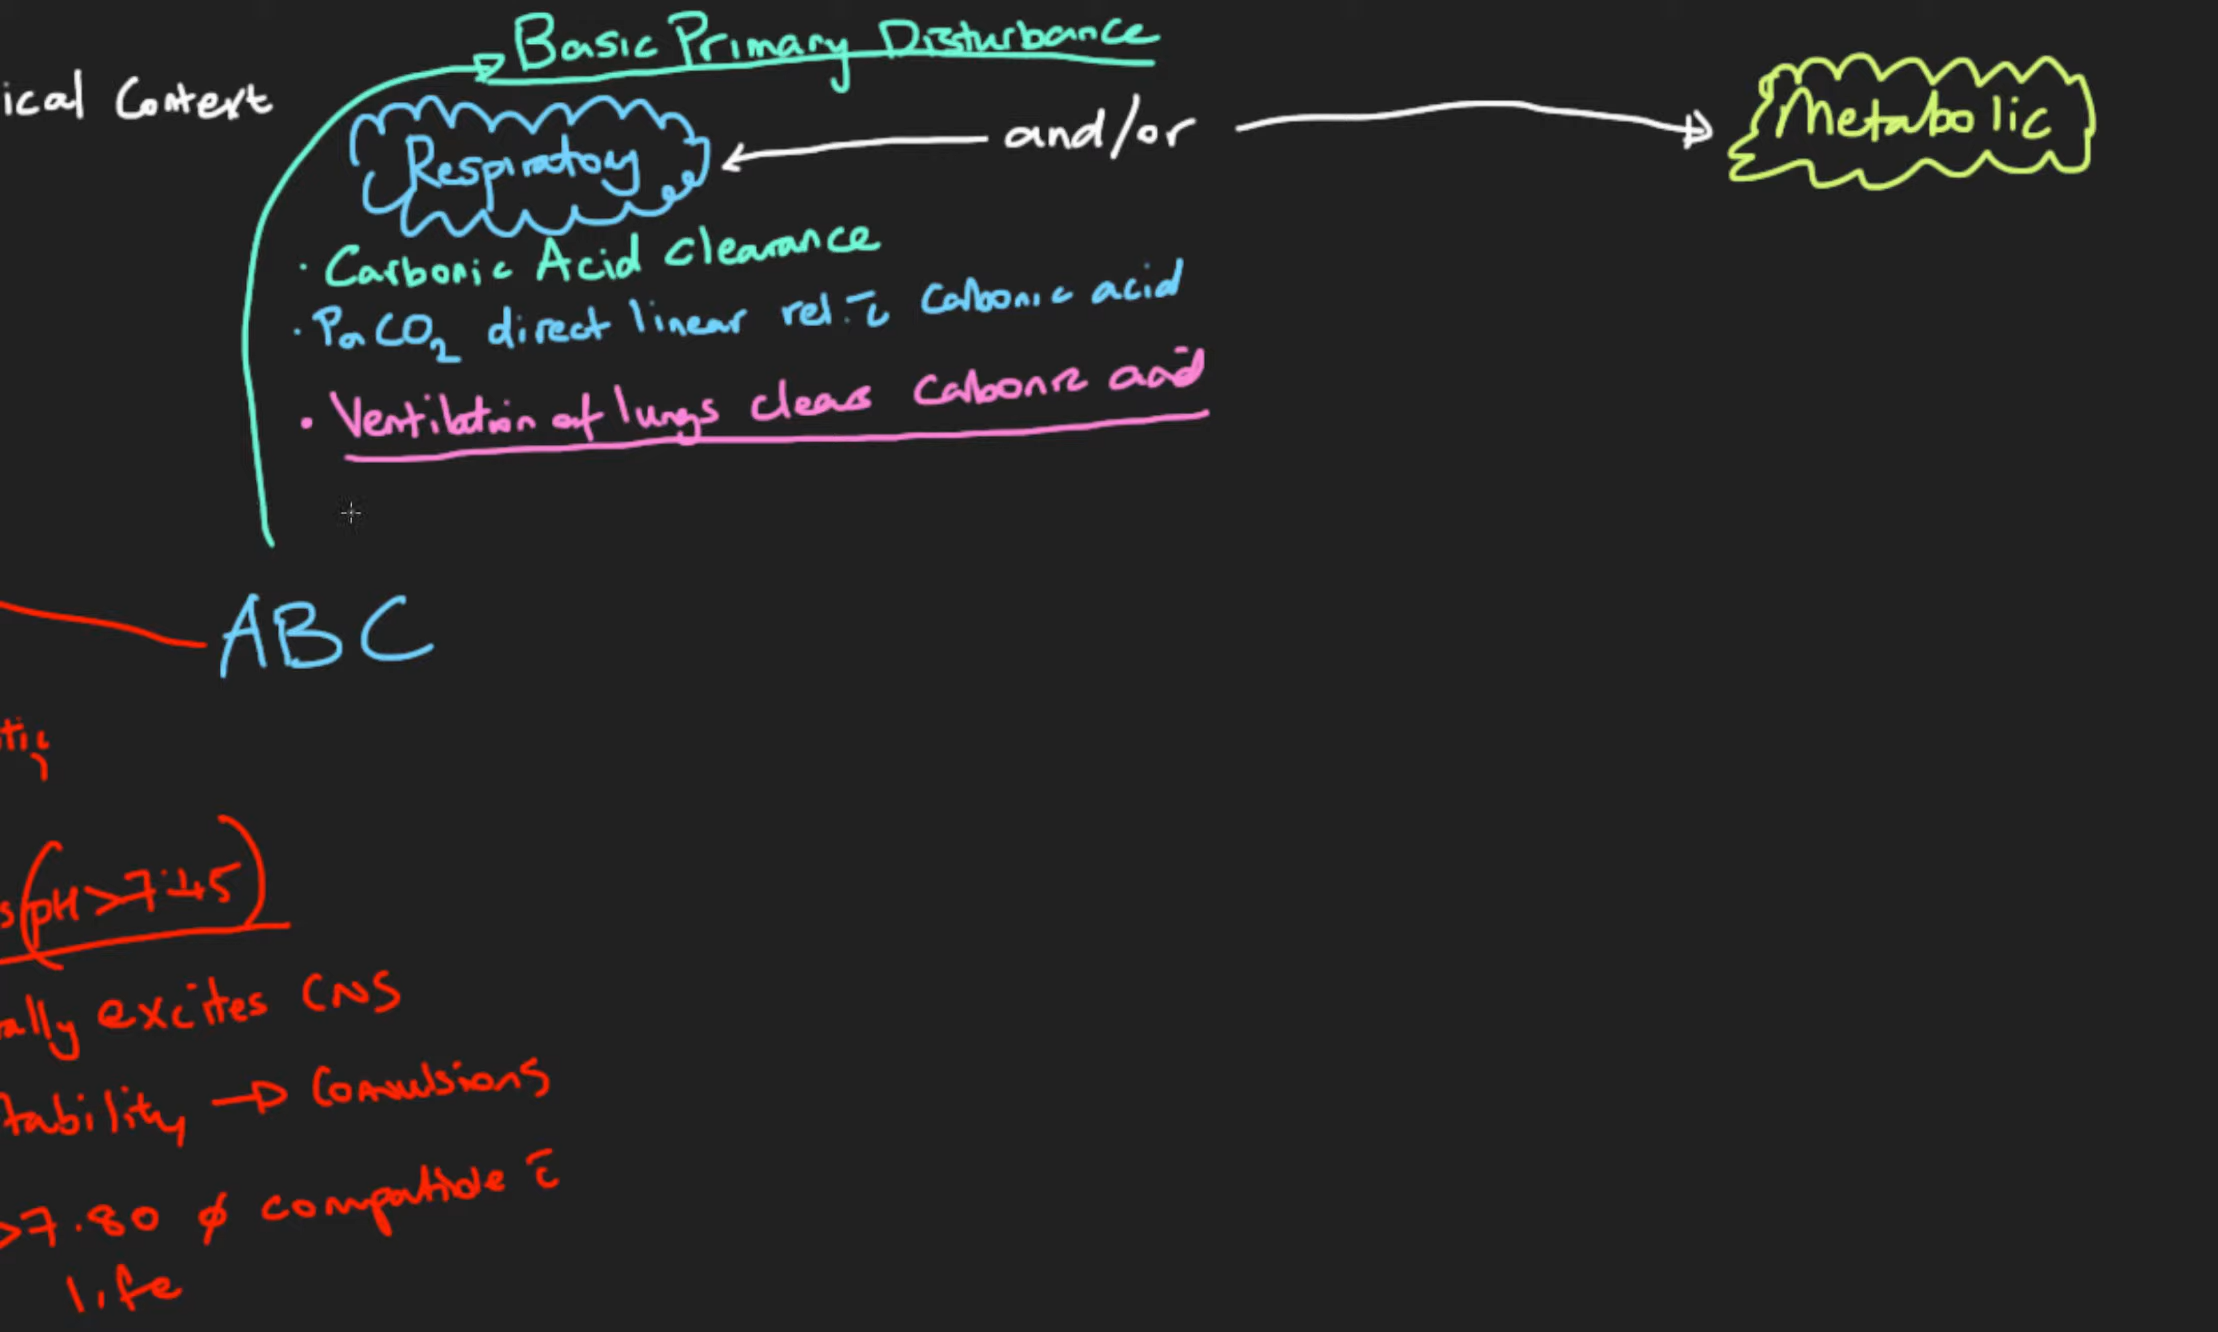 Basic Primary Disturbance
ical Context
Respiratory
and/or
Metabolic
· Carbonic Acid clearance
· PaCO₂ direct linear rel. c̄ carbonic acid
· Ventilation of lungs clears carbonic acid
ABC
s (pH > 7.45)
ally excites CNS
tability → Convulsions
>7.80 ∅ compatible c̄
life